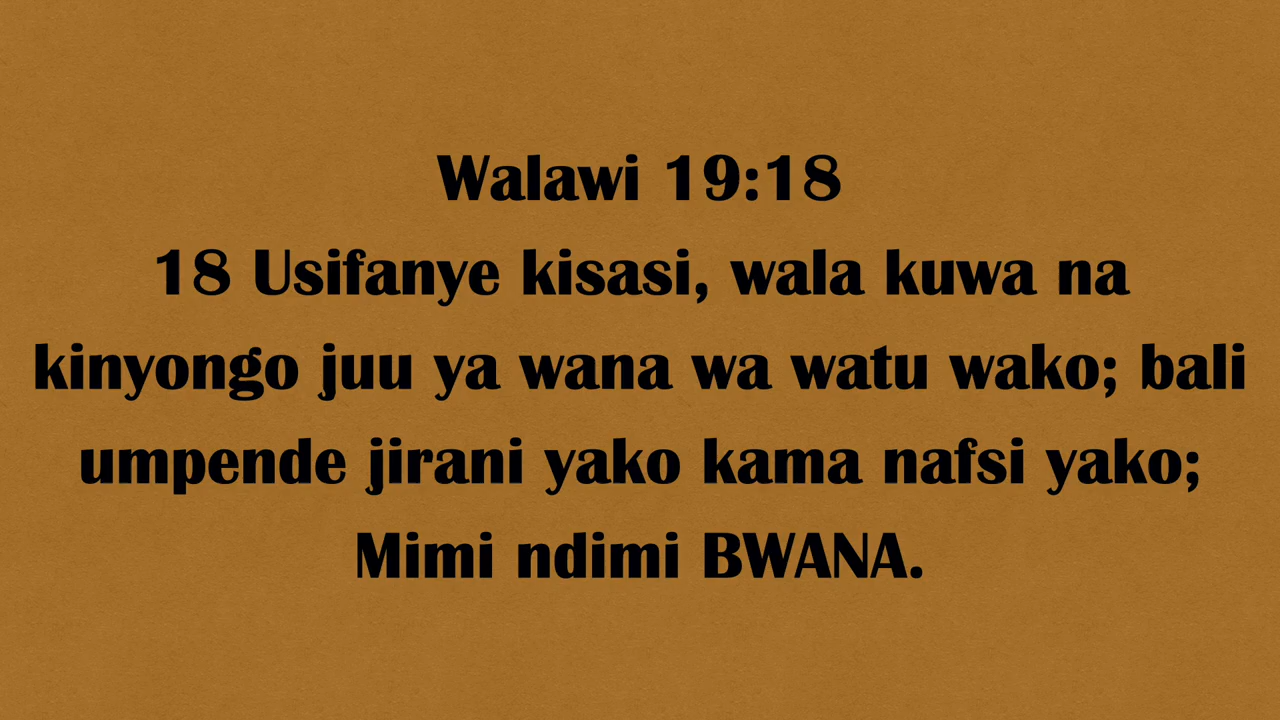 Walawi 19:18
18 Usifanye kisasi, wala kuwa na
kinyongo juu ya wana wa watu wako; bali
umpende jirani yako kama nafsi yako;
Mimi ndimi BWANA.